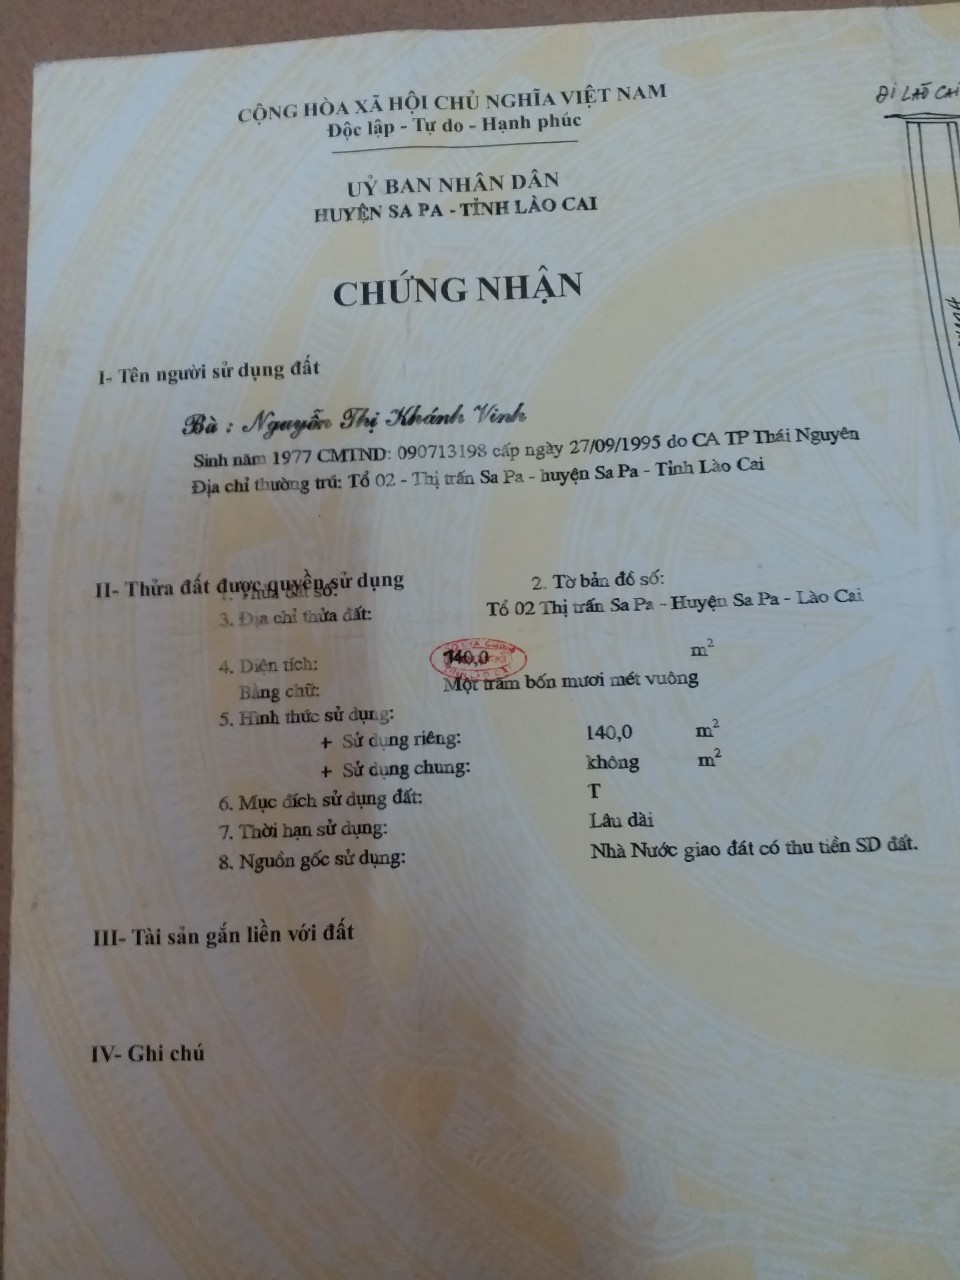 CỘNG HÒA XÃ HỘI CHỦ NGHĨA VIỆT NAM
Độc lập - Tự do - Hạnh phúc
ĐI LÀO CAI
UỶ BAN NHÂN DÂN
HUYỆN SA PA - TỈNH LÀO CAI
CHỨNG NHẬN
I- Tên người sử dụng đất
Bà : Nguyễn Thị Khánh Vinh
Sinh năm 1977 CMTND: 090713198 cấp ngày 27/09/1995 do CA TP Thái Nguyên
Địa chỉ thường trú: Tổ 02 - Thị trấn Sa Pa - huyện Sa Pa - Tỉnh Lào Cai
II- Thửa đất được quyền sử dụng
1. Thửa đất số: 2. Tờ bản đồ số:
3. Địa chỉ thửa đất: Tổ 02 Thị trấn Sa Pa - Huyện Sa Pa - Lào Cai
4. Diện tích: 140,0 m²
Bằng chữ: Một trăm bốn mươi mét vuông
5. Hình thức sử dụng:
+ Sử dụng riêng: 140,0 m²
+ Sử dụng chung: không m²
6. Mục đích sử dụng đất: T
7. Thời hạn sử dụng: Lâu dài
8. Nguồn gốc sử dụng: Nhà Nước giao đất có thu tiền SD đất.
III- Tài sản gắn liền với đất
IV- Ghi chú